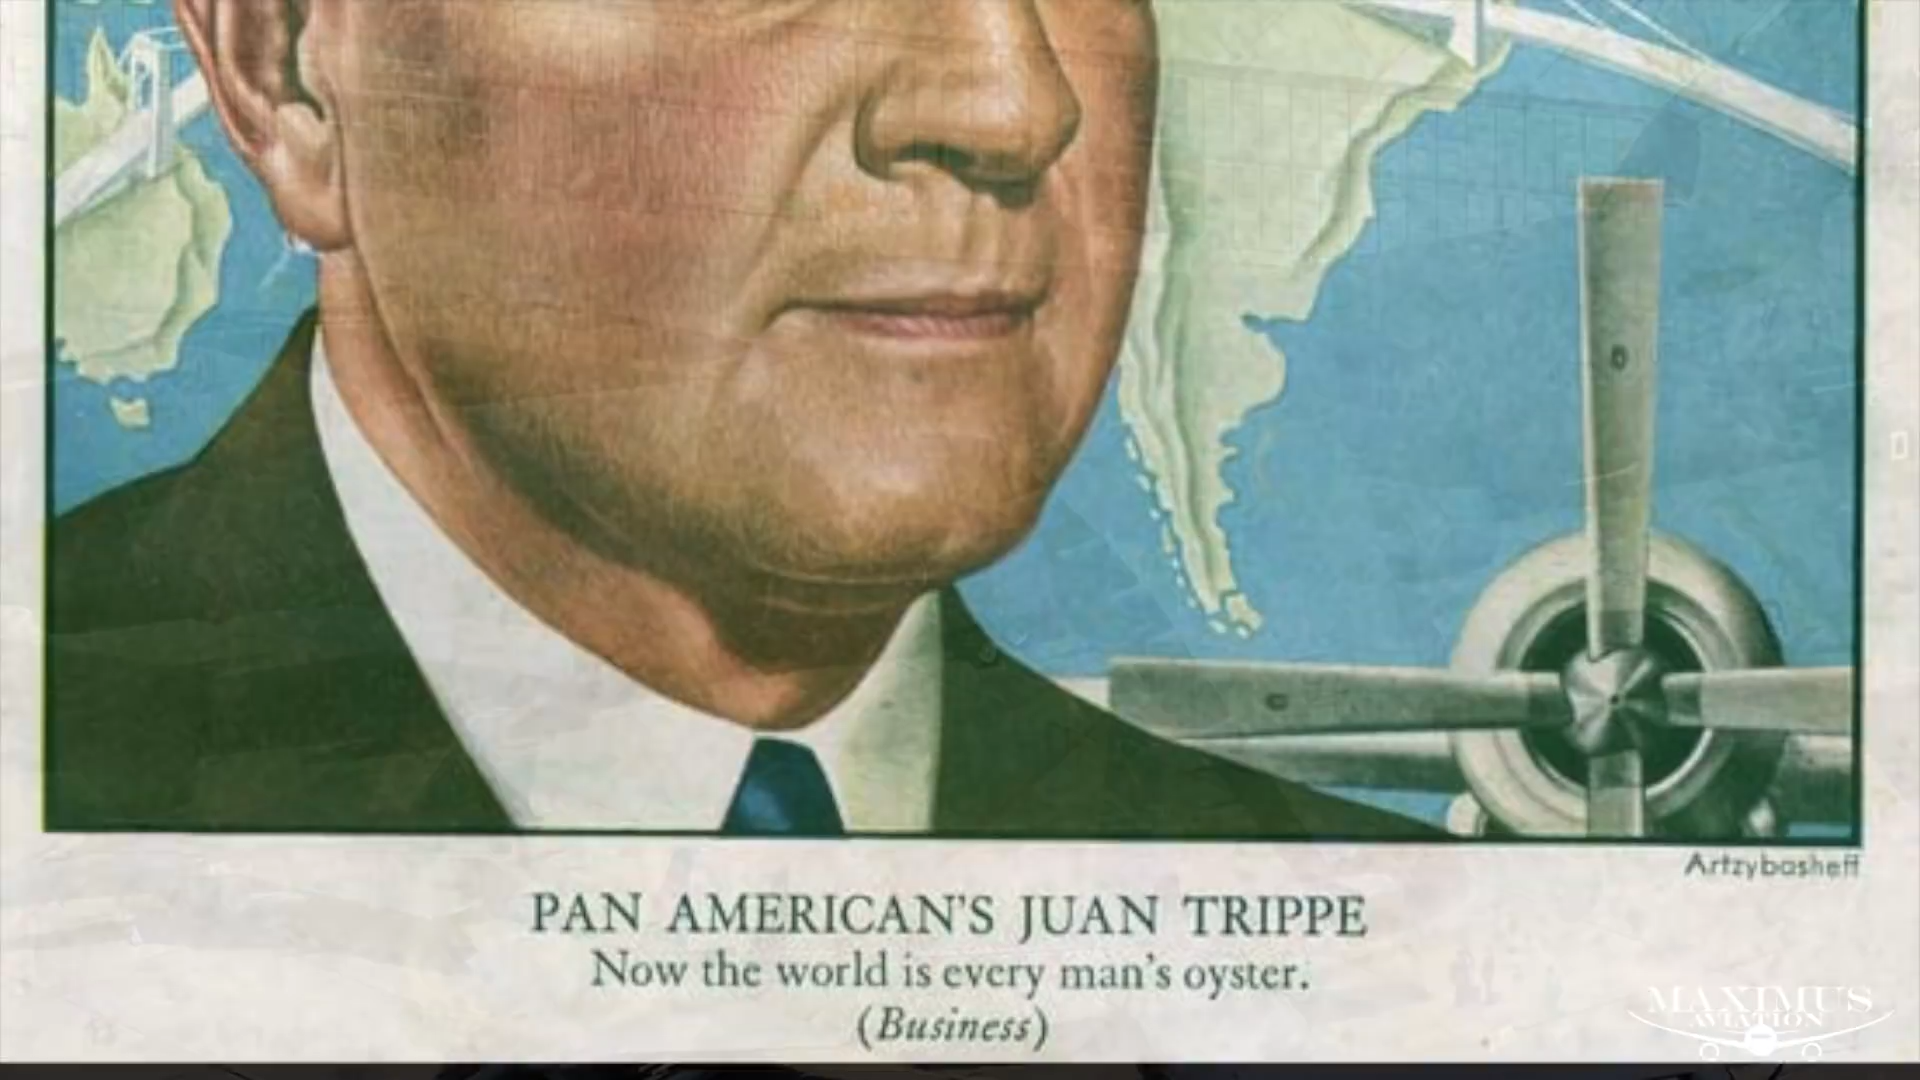 Artzybasheff
PAN AMERICAN'S JUAN TRIPPE
Now the world is every man's oyster.
(Business)
MAXIMUS
AVIATION